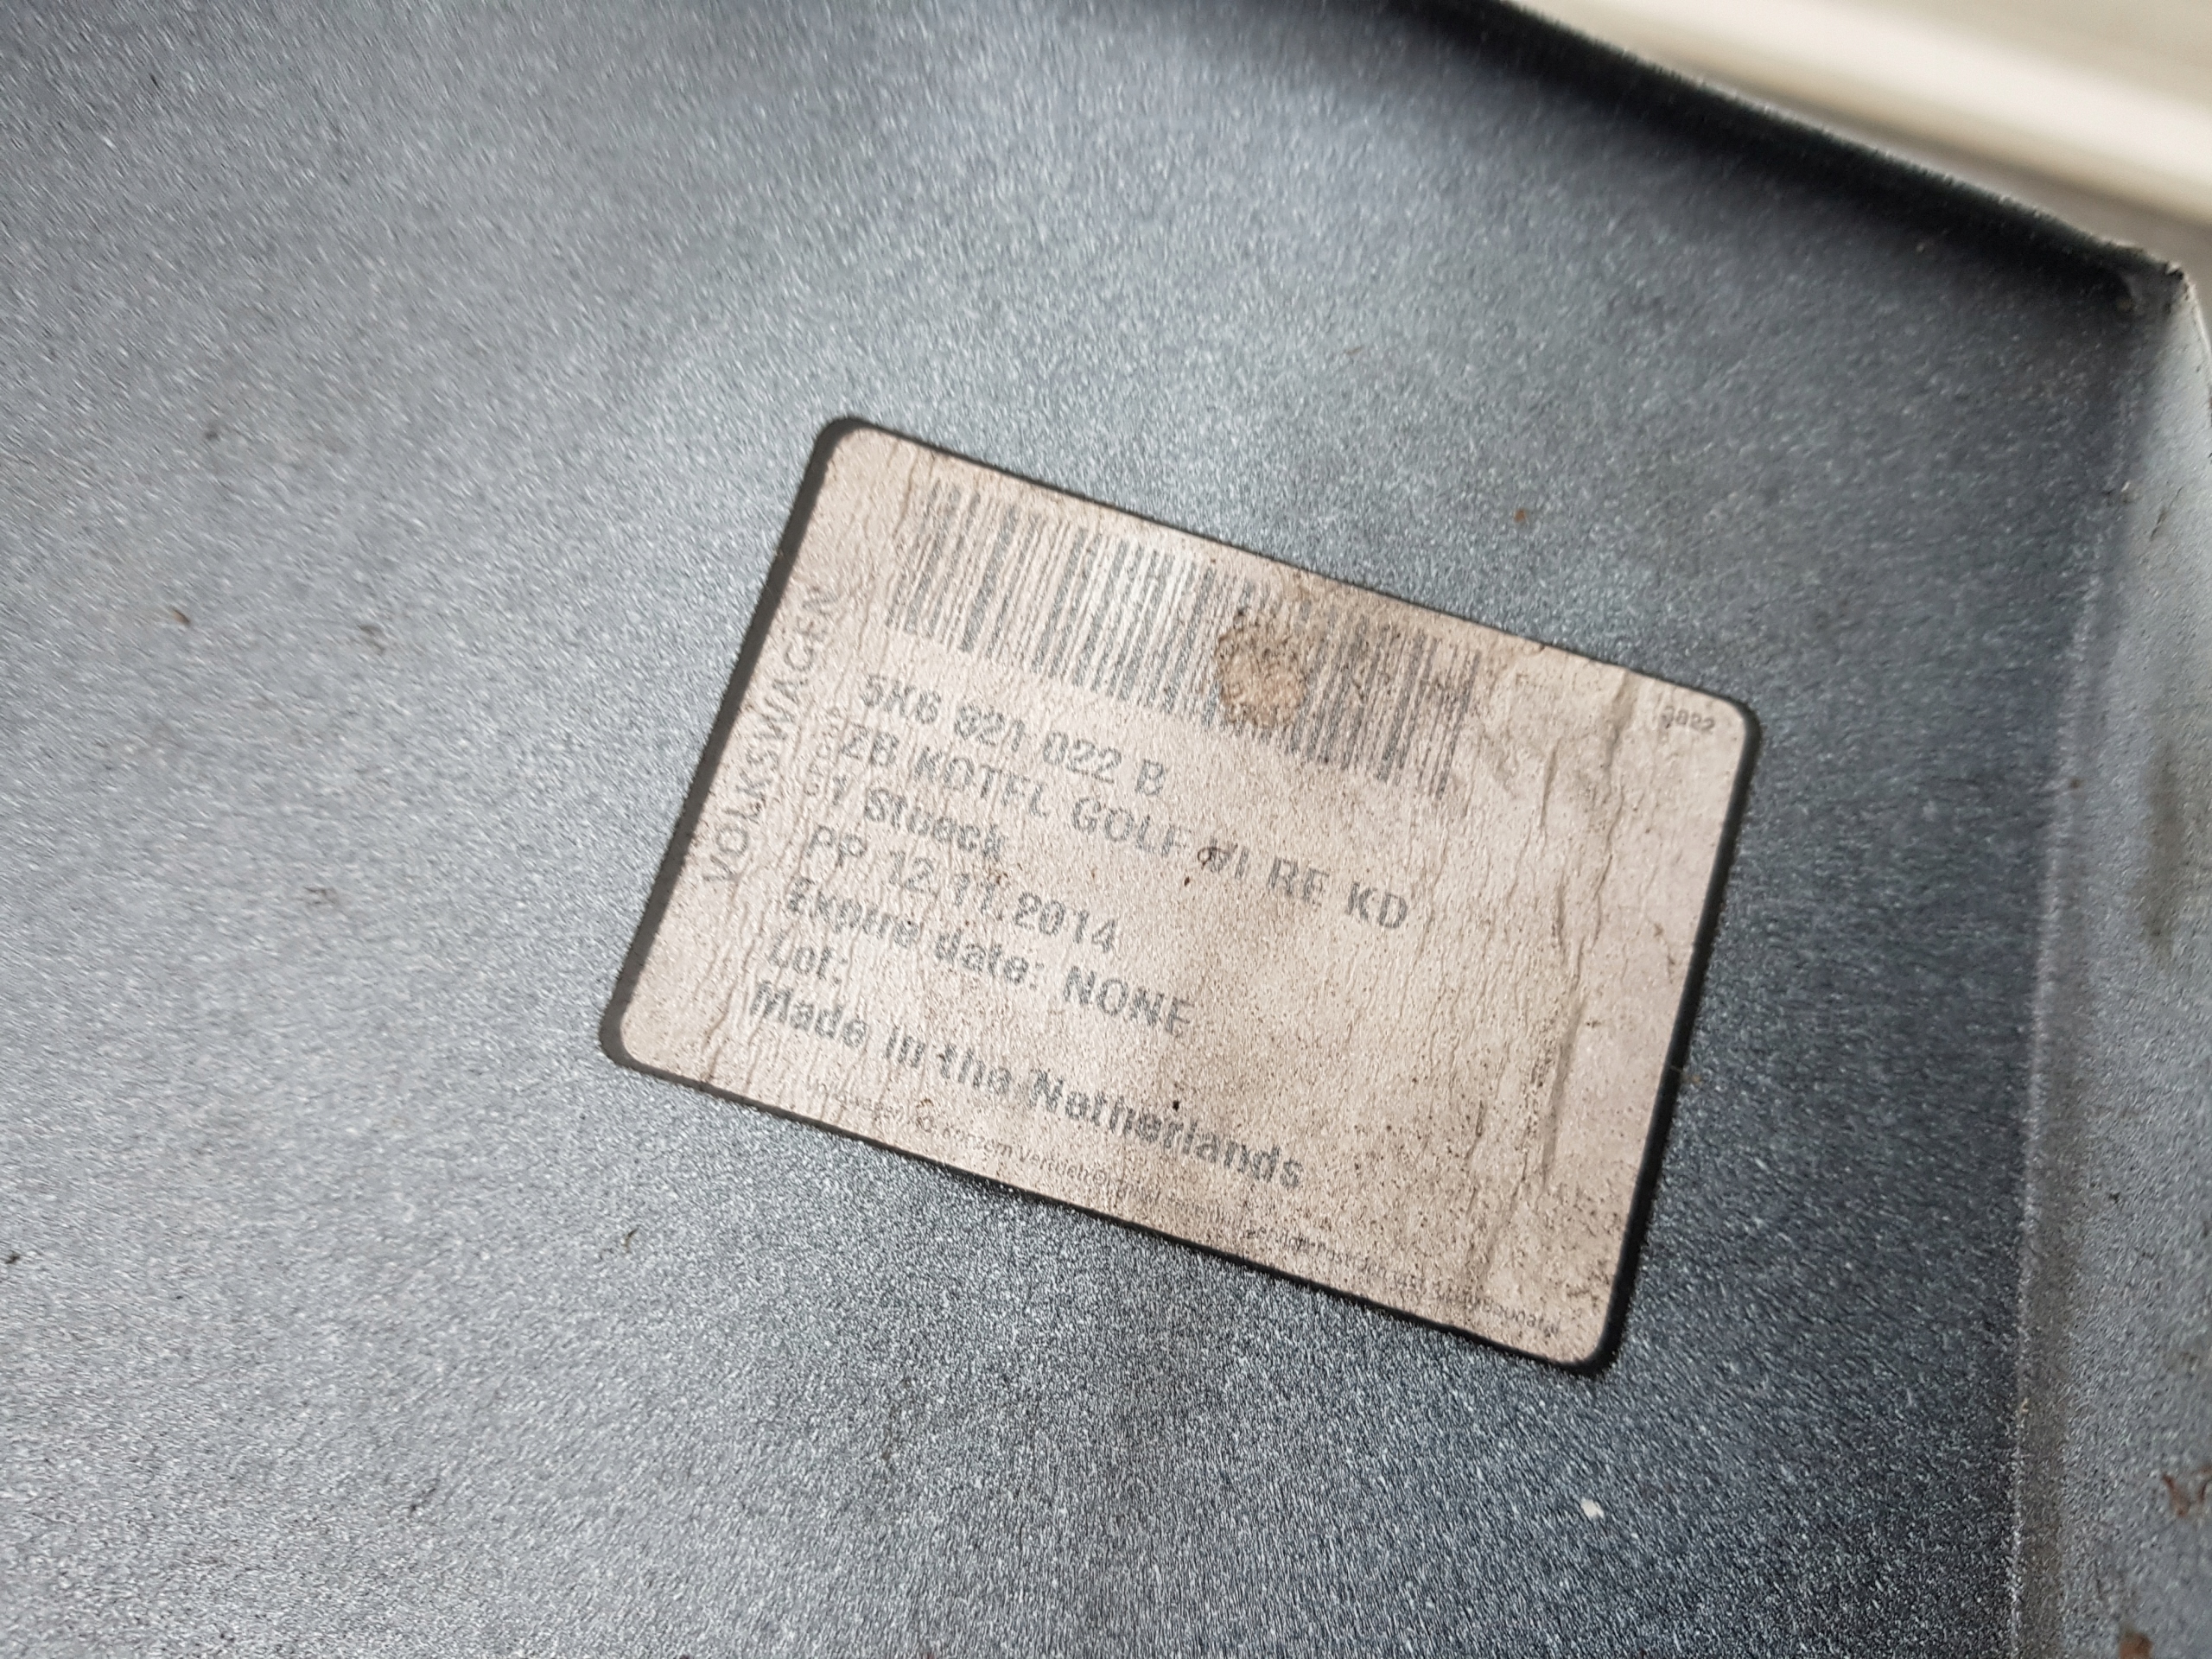 VOLKSWAGEN
5K6 821 022 B
ZB KOTFL GOLF VI RE KD
1 Stueck
PP 12.11.2014
Expire date: NONE
Lot:
Made in the Netherlands